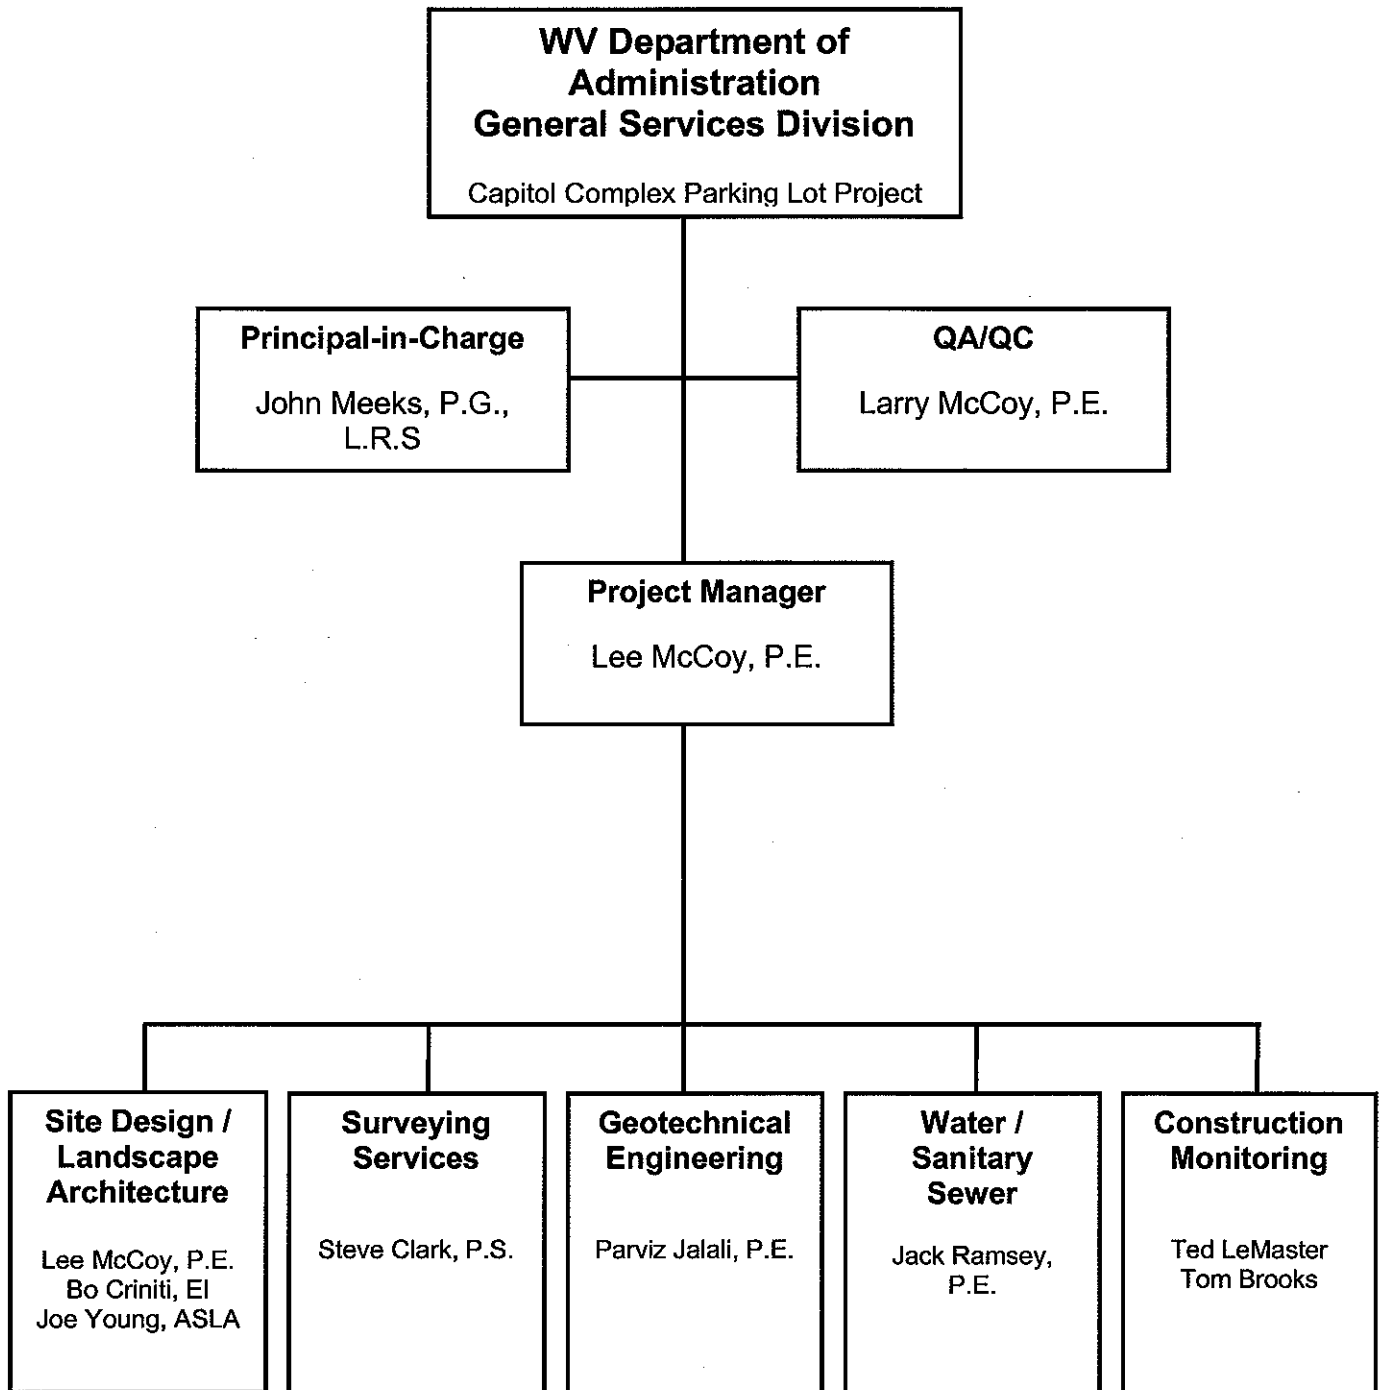 WV Department of
Administration
General Services Division
Capitol Complex Parking Lot Project
Principal-in-Charge
John Meeks, P.G.,
L.R.S
QA/QC
Larry McCoy, P.E.
Project Manager
Lee McCoy, P.E.
Site Design /
Landscape
Architecture
Lee McCoy, P.E.
Bo Criniti, EI
Joe Young, ASLA
Surveying
Services
Steve Clark, P.S.
Geotechnical
Engineering
Parviz Jalali, P.E.
Water /
Sanitary
Sewer
Jack Ramsey,
P.E.
Construction
Monitoring
Ted LeMaster
Tom Brooks